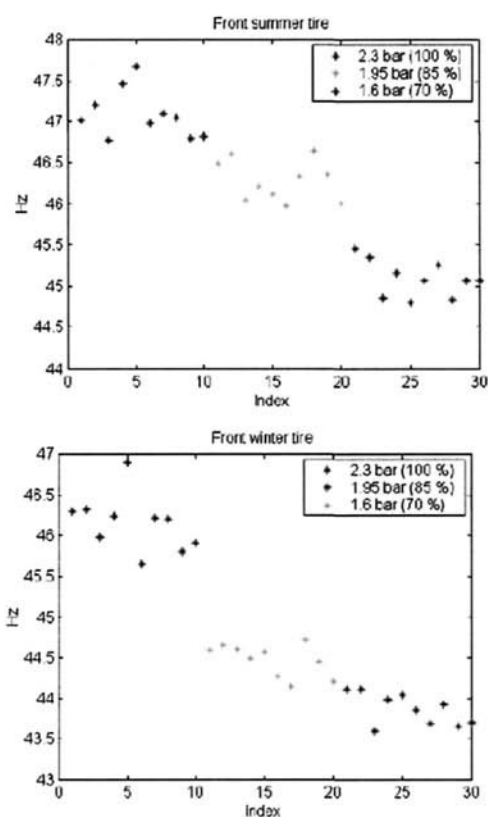 Front summer tire
48
47.5
47
46.5
46
45.5
45
44.5
44
Hz
2.3 bar (100 %)
1.95 bar (85 %)
1.6 bar (70 %)
0 5 10 15 20 25 30
Index
Front winter tire
47
46.5
46
45.5
45
44.5
44
43.5
43
Hz
2.3 bar (100 %)
1.95 bar (85 %)
1.6 bar (70 %)
0 5 10 15 20 25 30
Index